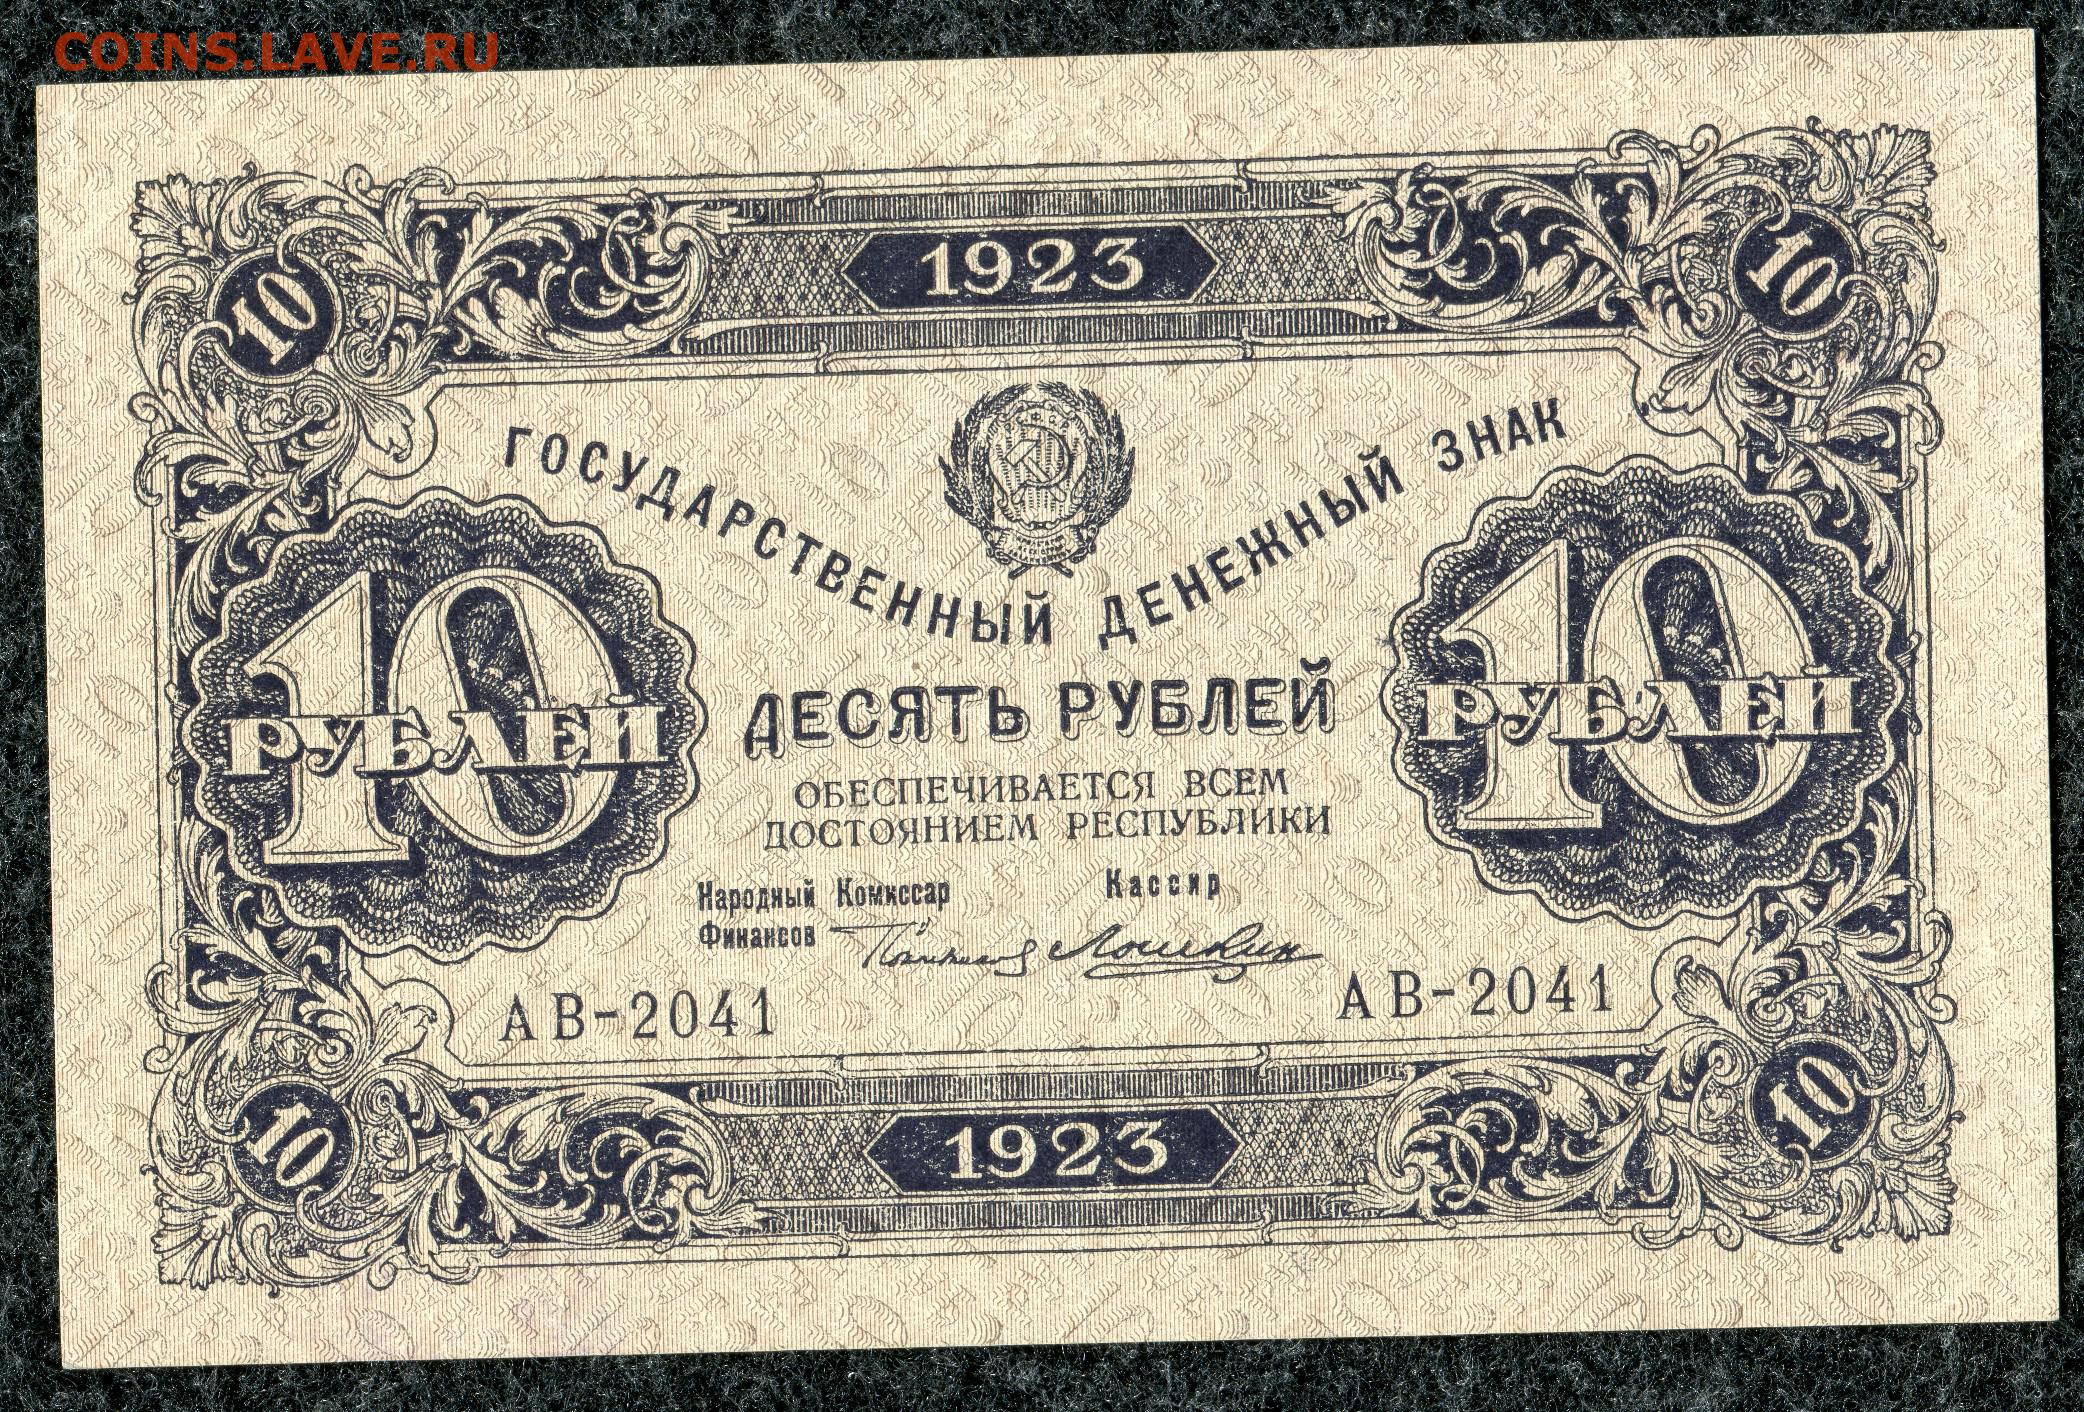 COINS.LAVE.RU
1923
10 10
ГОСУДАРСТВЕННЫЙ ДЕНЕЖНЫЙ ЗНАК
10 РУБЛЕЙ
ДЕСЯТЬ РУБЛЕЙ
10 РУБЛЕЙ
ОБЕСПЕЧИВАЕТСЯ ВСЕМ
ДОСТОЯНИЕМ РЕСПУБЛИКИ
Народный Комиссар
Финансов
Кассир
АВ-2041
АВ-2041
10 10
1923